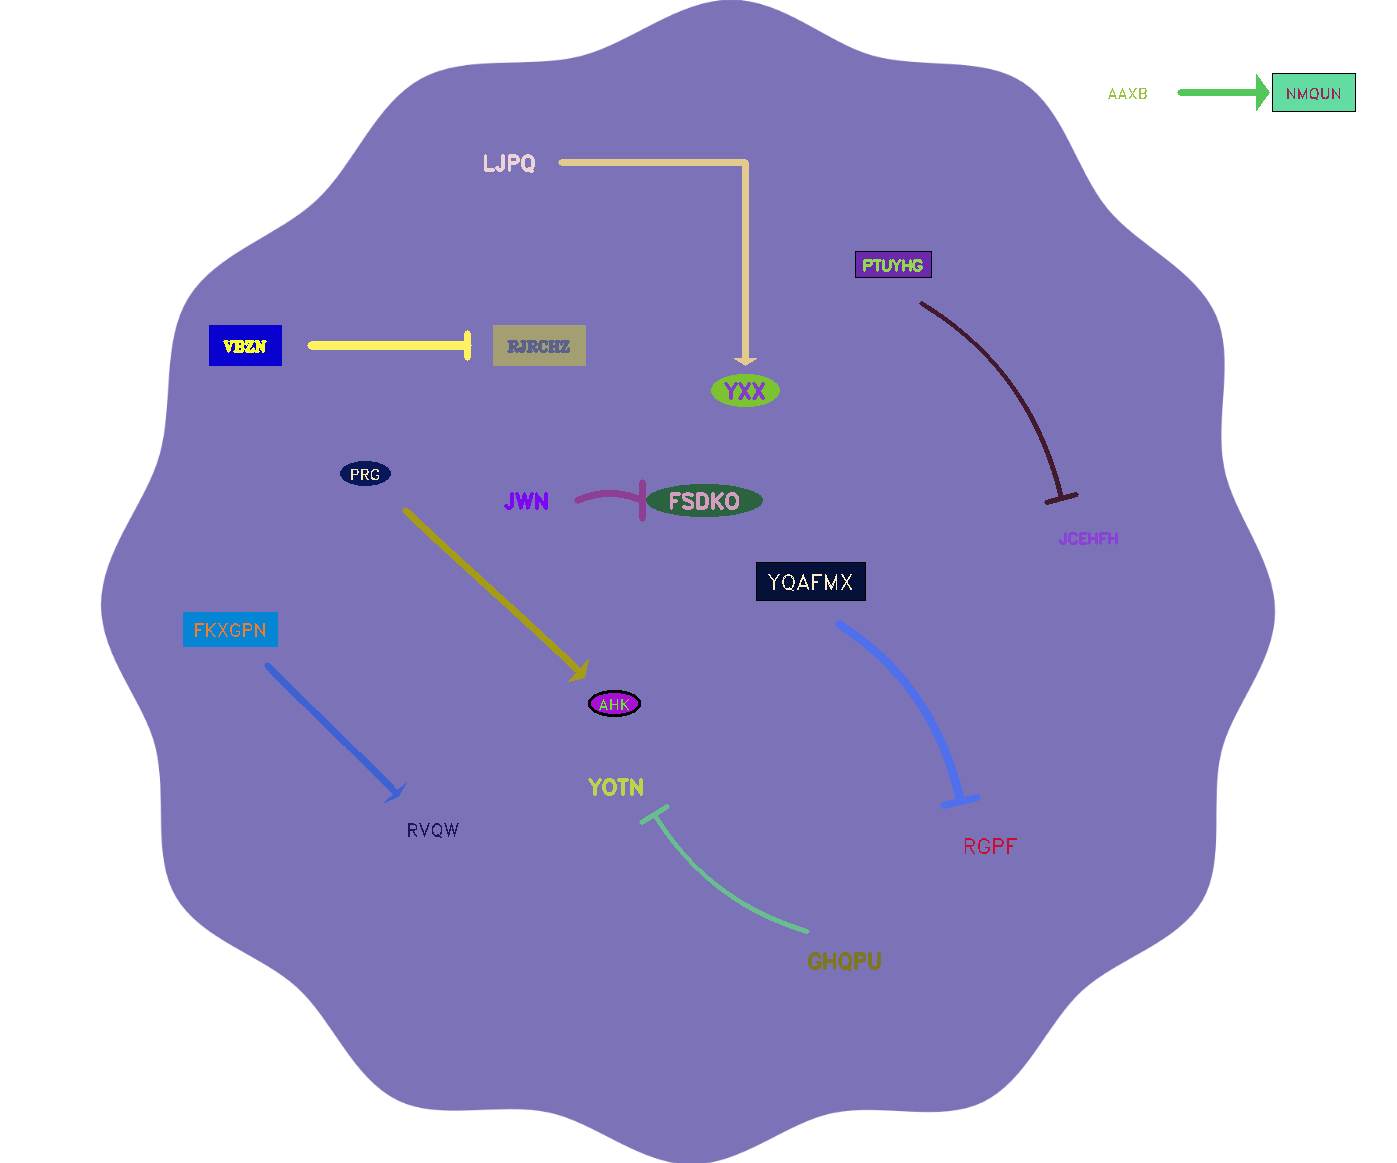 AAXB
NMQUN
LJPQ
PTUYHG
VBZN
RJRCHZ
YXX
PRG
JWN
FSDKO
JCEHFH
YQAFMX
FKXGPN
AHK
YOTN
RVQW
RGPF
GHQPU